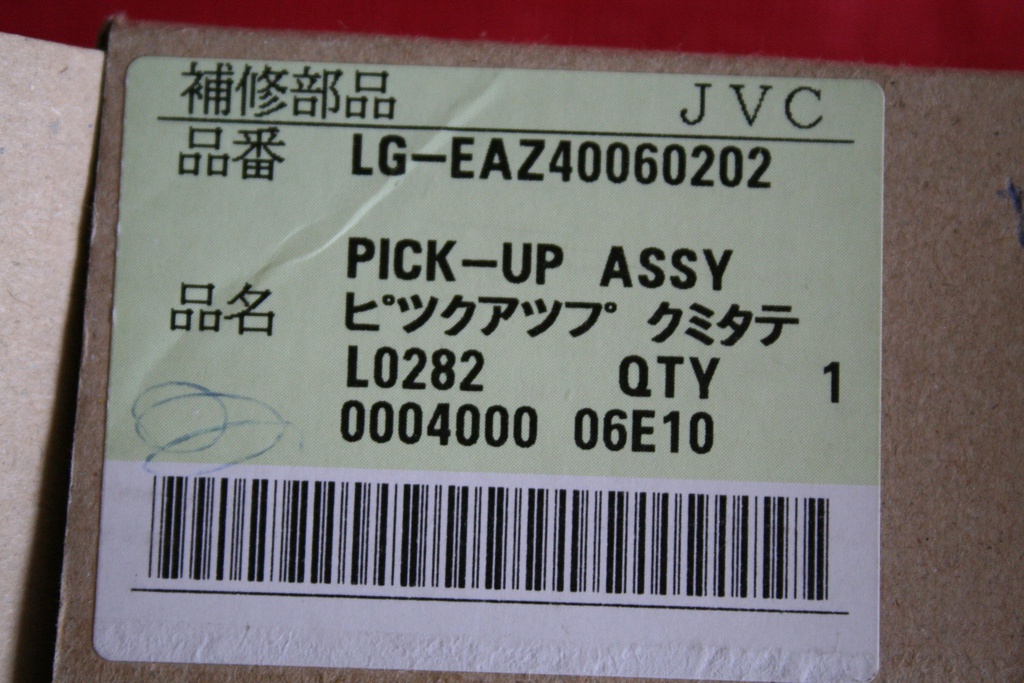 補修部品 JVC
品番 LG-EAZ40060202
PICK-UP ASSY
品名 ピツクアツプ クミタテ
L0282 QTY 1
0004000 06E10